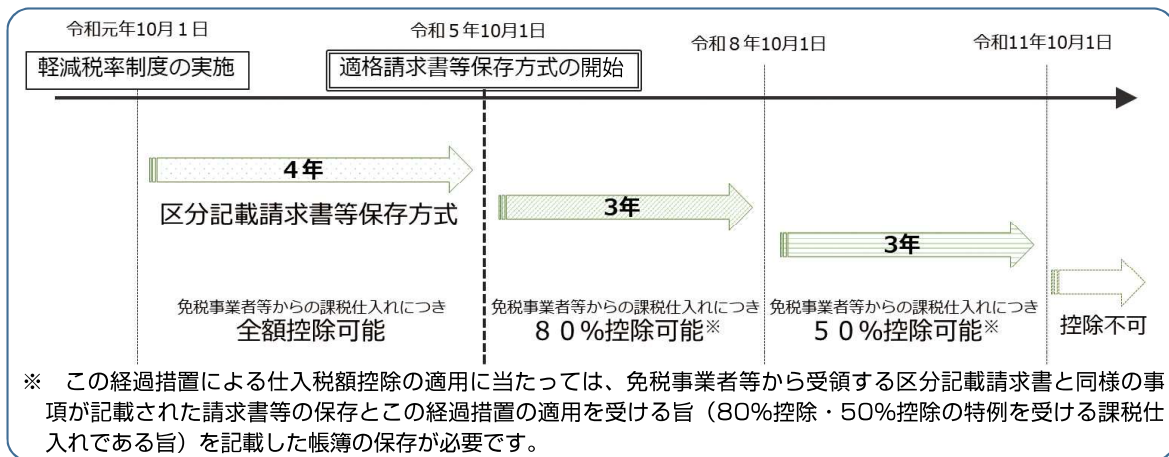 令和元年10月１日
令和５年10月1日
令和８年10月1日
令和11年10月1日
軽減税率制度の実施
適格請求書等保存方式の開始
４年
区分記載請求書等保存方式
3年
3年
免税事業者等からの課税仕入れにつき
全額控除可能
免税事業者等からの課税仕入れにつき
８０%控除可能※
免税事業者等からの課税仕入れにつき
５０%控除可能※
控除不可
※　この経過措置による仕入税額控除の適用に当たっては、免税事業者等から受領する区分記載請求書と同様の事
項が記載された請求書等の保存とこの経過措置の適用を受ける旨（80%控除・50%控除の特例を受ける課税仕
入れである旨）を記載した帳簿の保存が必要です。